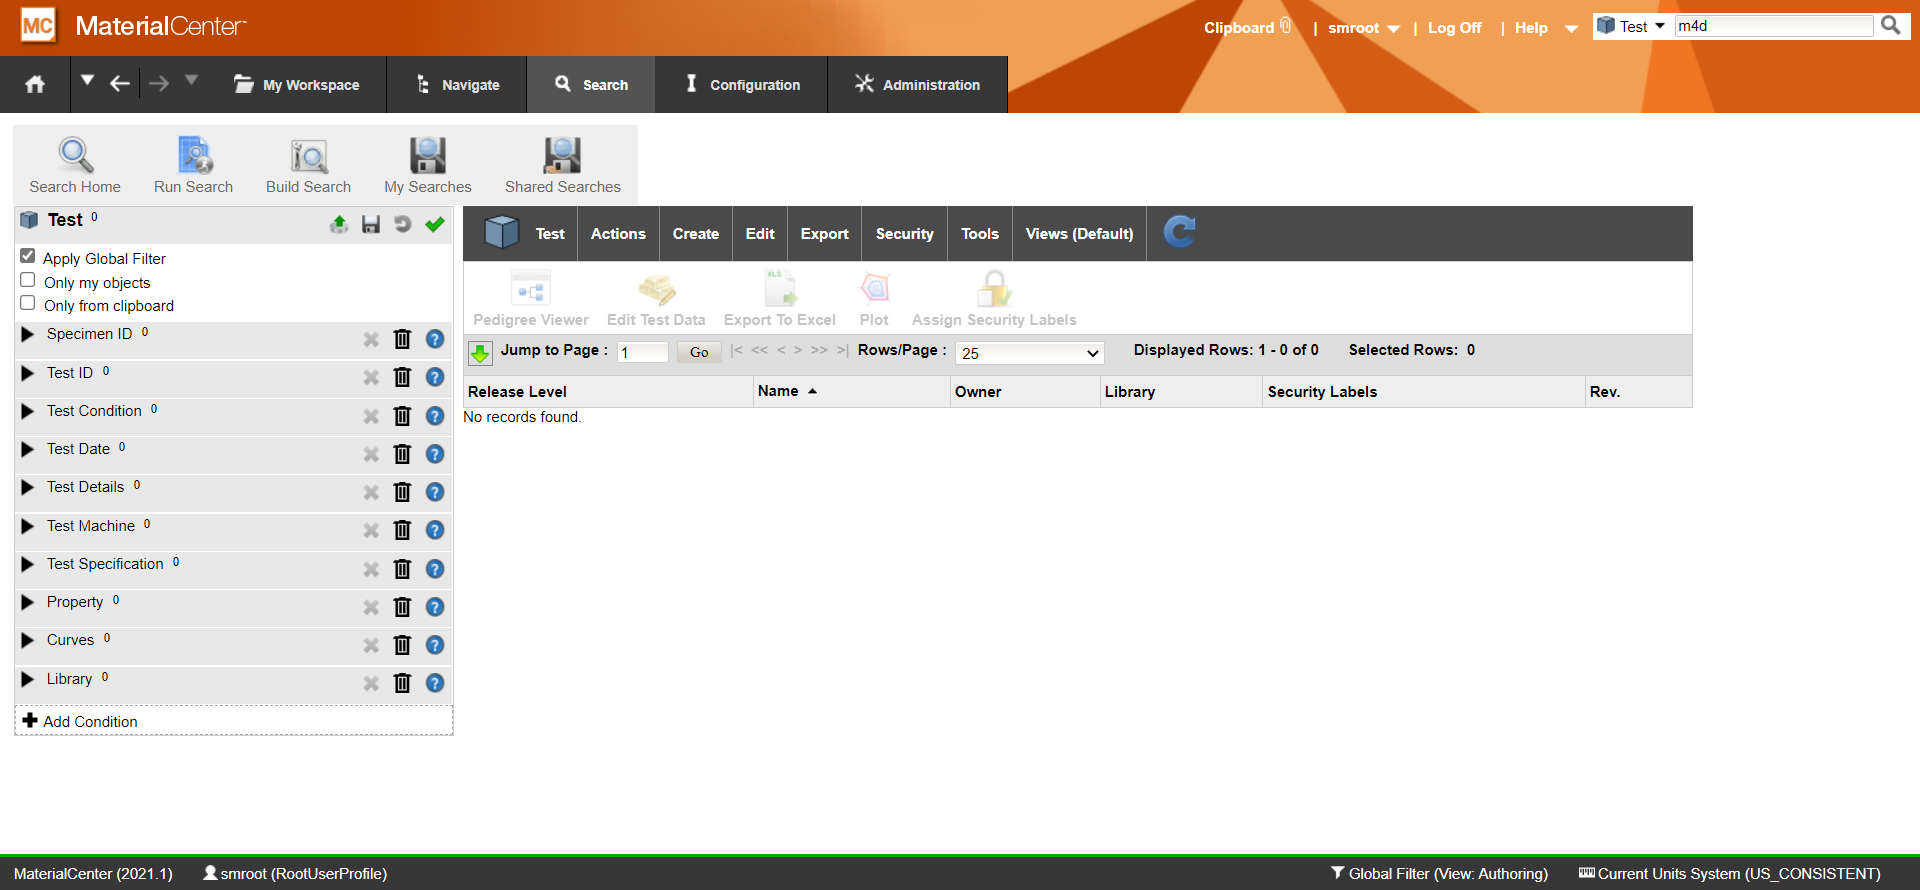 MC MaterialCenter™
Clipboard | smroot | Log Off | Help Test m4d
My Workspace Navigate Search Configuration Administration
Search Home Run Search Build Search My Searches Shared Searches
Test 0
Apply Global Filter
Only my objects
Only from clipboard
Specimen ID 0
Test ID 0
Test Condition 0
Test Date 0
Test Details 0
Test Machine 0
Test Specification 0
Property 0
Curves 0
Library 0
Add Condition
Test Actions Create Edit Export Security Tools Views (Default)
XLS
Pedigree Viewer Edit Test Data Export To Excel Plot Assign Security Labels
Jump to Page : 1 Go |< << < > >> >| Rows/Page : 25 Displayed Rows: 1 - 0 of 0 Selected Rows: 0
Release Level Name Owner Library Security Labels Rev.
No records found.
MaterialCenter (2021.1) smroot (RootUserProfile) Global Filter (View: Authoring) Current Units System (US_CONSISTENT)